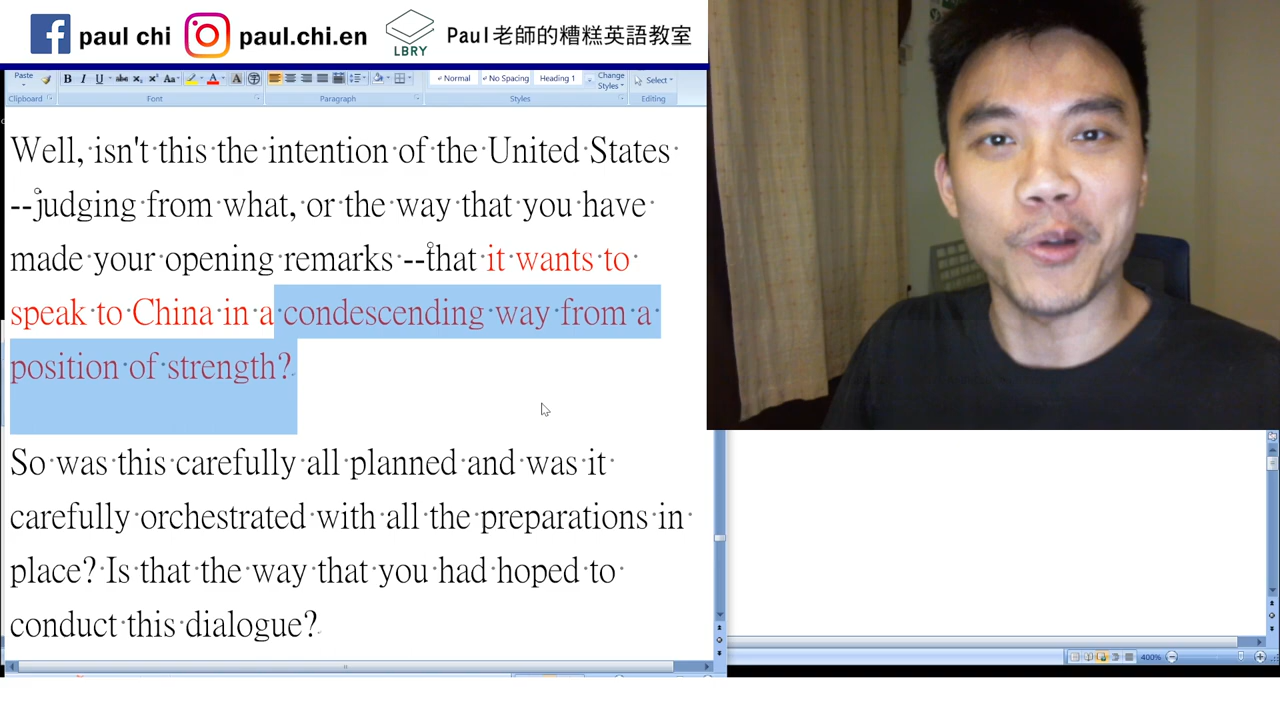 paul chi paul.chi.en LBRY Paul老師的糟糕英語教室
Paste B I U abc x₂ x² Aa A A Normal No Spacing Heading 1 Change Styles Select
Clipboard Font Paragraph Styles Editing
Well, isn't this the intention of the United States
--judging from what, or the way that you have
made your opening remarks --that it wants to
speak to China in a condescending way from a
position of strength?
So was this carefully all planned and was it
carefully orchestrated with all the preparations in
place? Is that the way that you had hoped to
conduct this dialogue?
400%